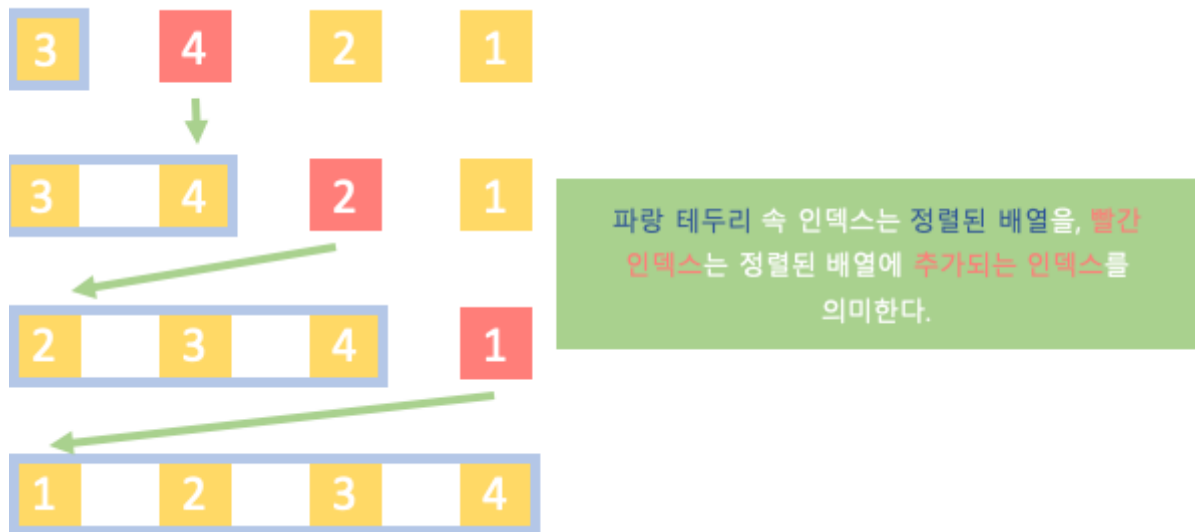 3 4 2 1
3 4 2 1
파랑 테두리 속 인덱스는 정렬된 배열을, 빨간
인덱스는 정렬된 배열에 추가되는 인덱스를
의미한다.
2 3 4 1
1 2 3 4